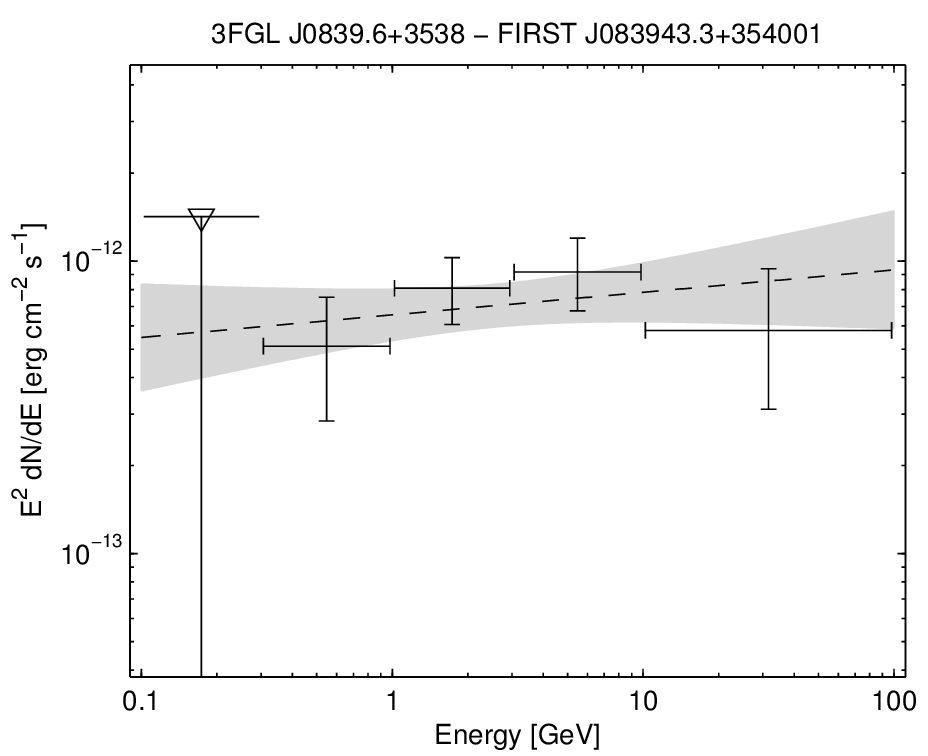 3FGL J0839.6+3538 – FIRST J083943.3+354001
E² dN/dE [erg cm⁻² s⁻¹]
10⁻¹²
10⁻¹³
0.1 1 10 100
Energy [GeV]